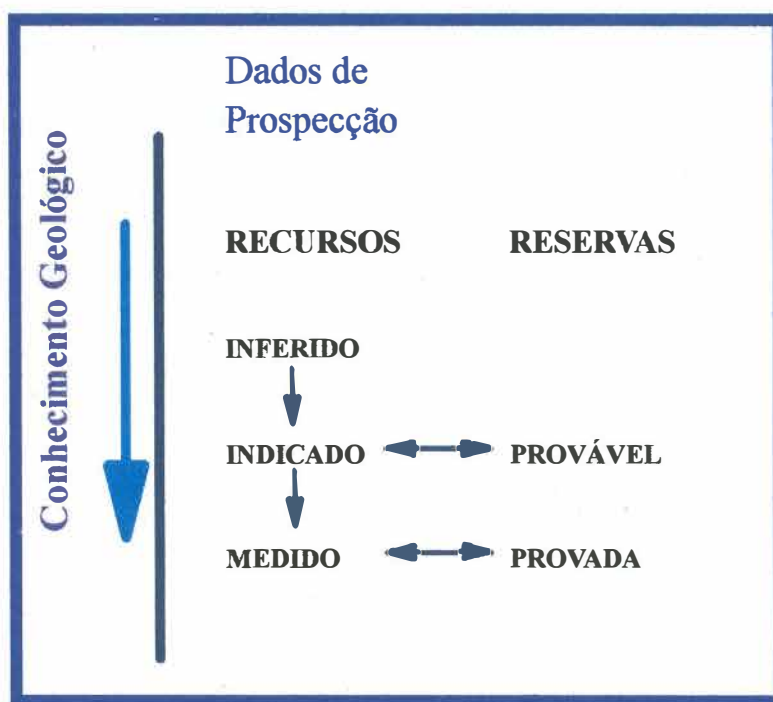 Dados de
Prospecção
Conhecimento Geológico
RECURSOS RESERVAS
INFERIDO
INDICADO PROVÁVEL
MEDIDO PROVADA